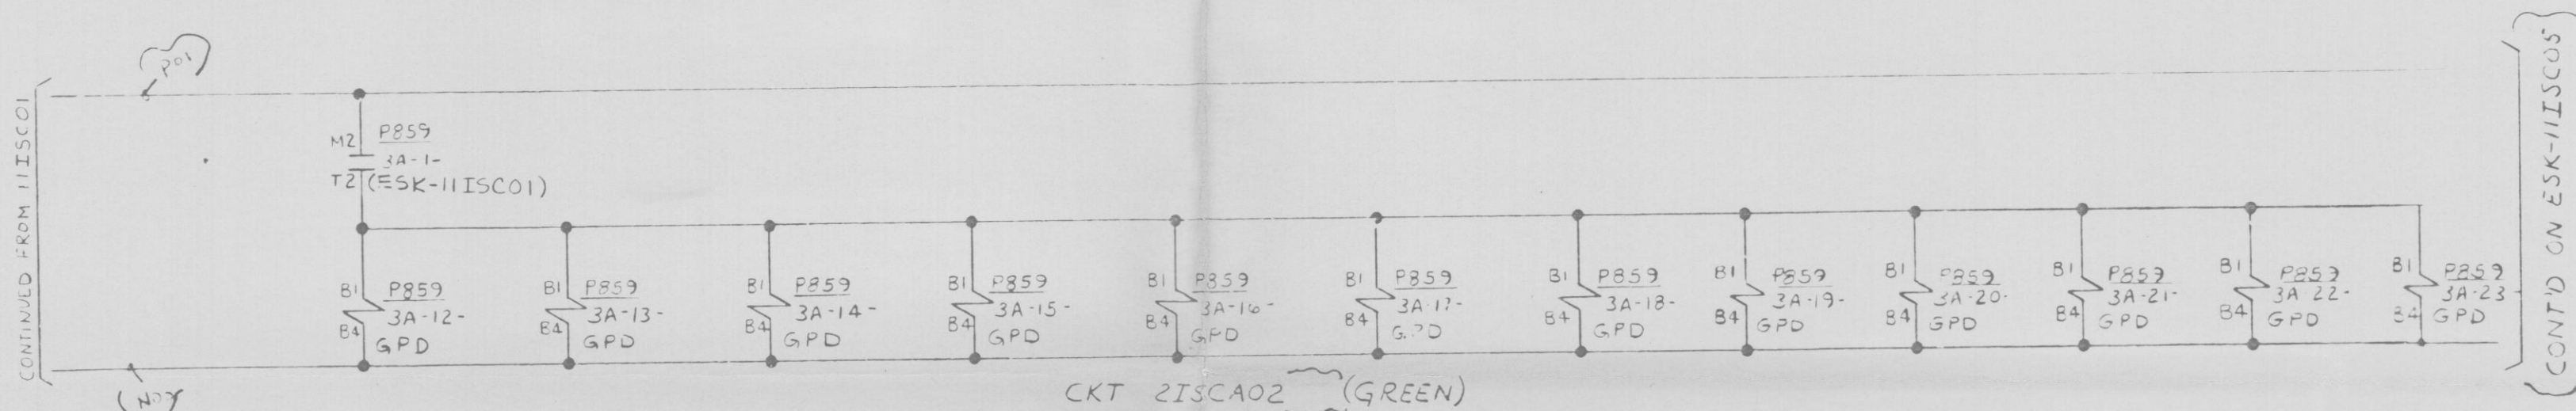 CONTINUED FROM 11ISC01
(P01)
M2 P859
3A-1-
T2 (ESK-11ISC01)
B1 P859
3A-12-
B4 GPD
B1 P859
3A-13-
B4 GPD
B1 P859
3A-14-
B4 GPD
B1 P859
3A-15-
B4 GPD
B1 P859
3A-16-
B4 GPD
B1 P859
3A-17-
B4 GPD
B1 P859
3A-18-
B4 GPD
B1 P859
3A-19-
B4 GPD
B1 P859
3A-20-
B4 GPD
B1 P859
3A-21-
B4 GPD
B1 P859
3A-22-
B4 GPD
B1 P859
3A-23-
B4 GPD
CKT 2ISCA02 (GREEN)
(CONT'D ON ESK-11ISC05)